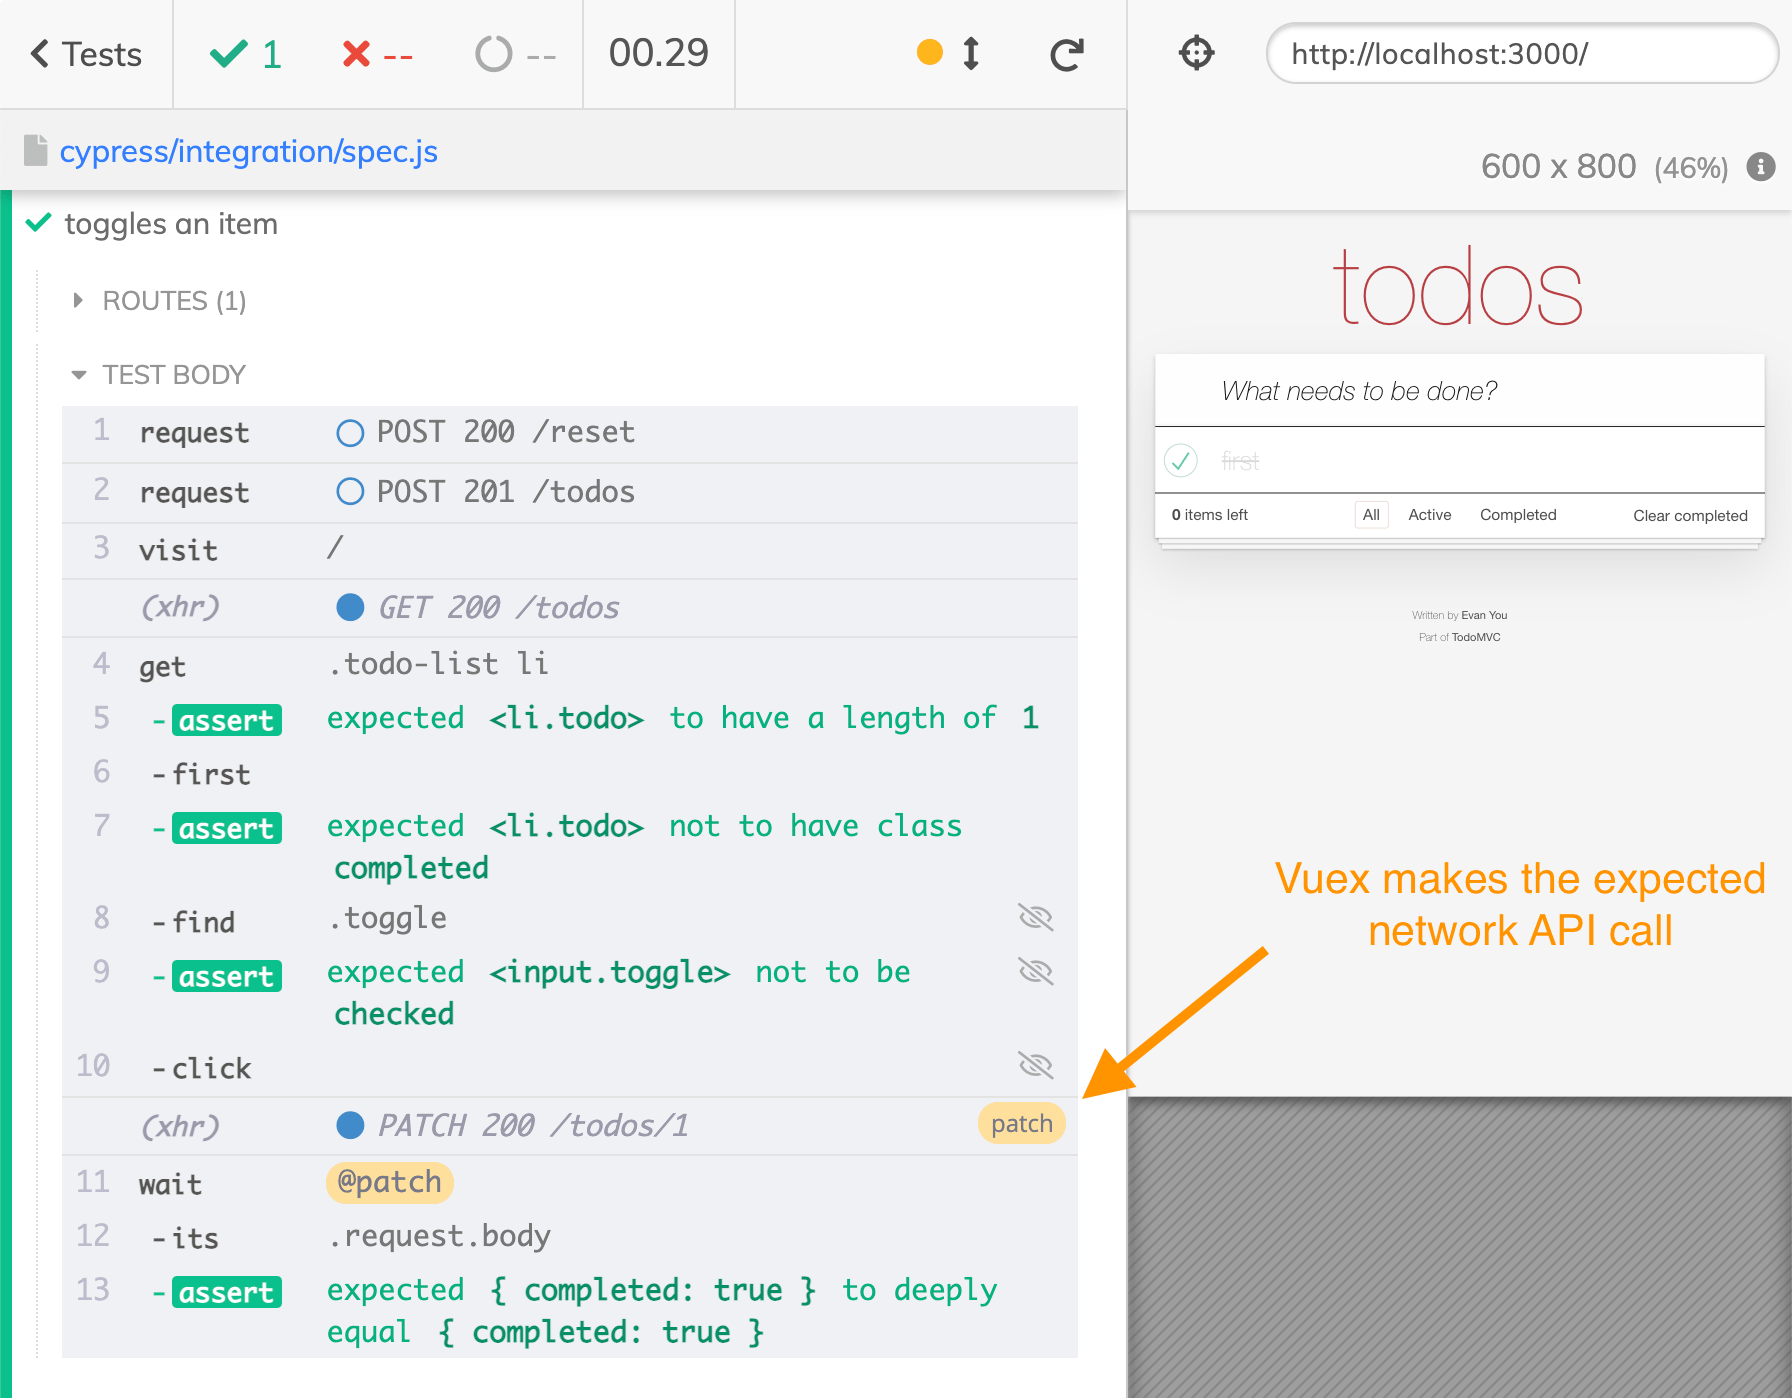 Tests 1 -- -- 00.29
http://localhost:3000/
cypress/integration/spec.js
600 x 800 (46%)
toggles an item
ROUTES (1)
TEST BODY
1 request POST 200 /reset
2 request POST 201 /todos
3 visit /
(xhr) GET 200 /todos
4 get .todo-list li
5 -assert expected <li.todo> to have a length of 1
6 -first
7 -assert expected <li.todo> not to have class
completed
8 -find .toggle
9 -assert expected <input.toggle> not to be
checked
10 -click
(xhr) PATCH 200 /todos/1 patch
11 wait @patch
12 -its .request.body
13 -assert expected { completed: true } to deeply
equal { completed: true }
todos
What needs to be done?
first
0 items left All Active Completed Clear completed
Written by Evan You
Part of TodoMVC
Vuex makes the expected
network API call